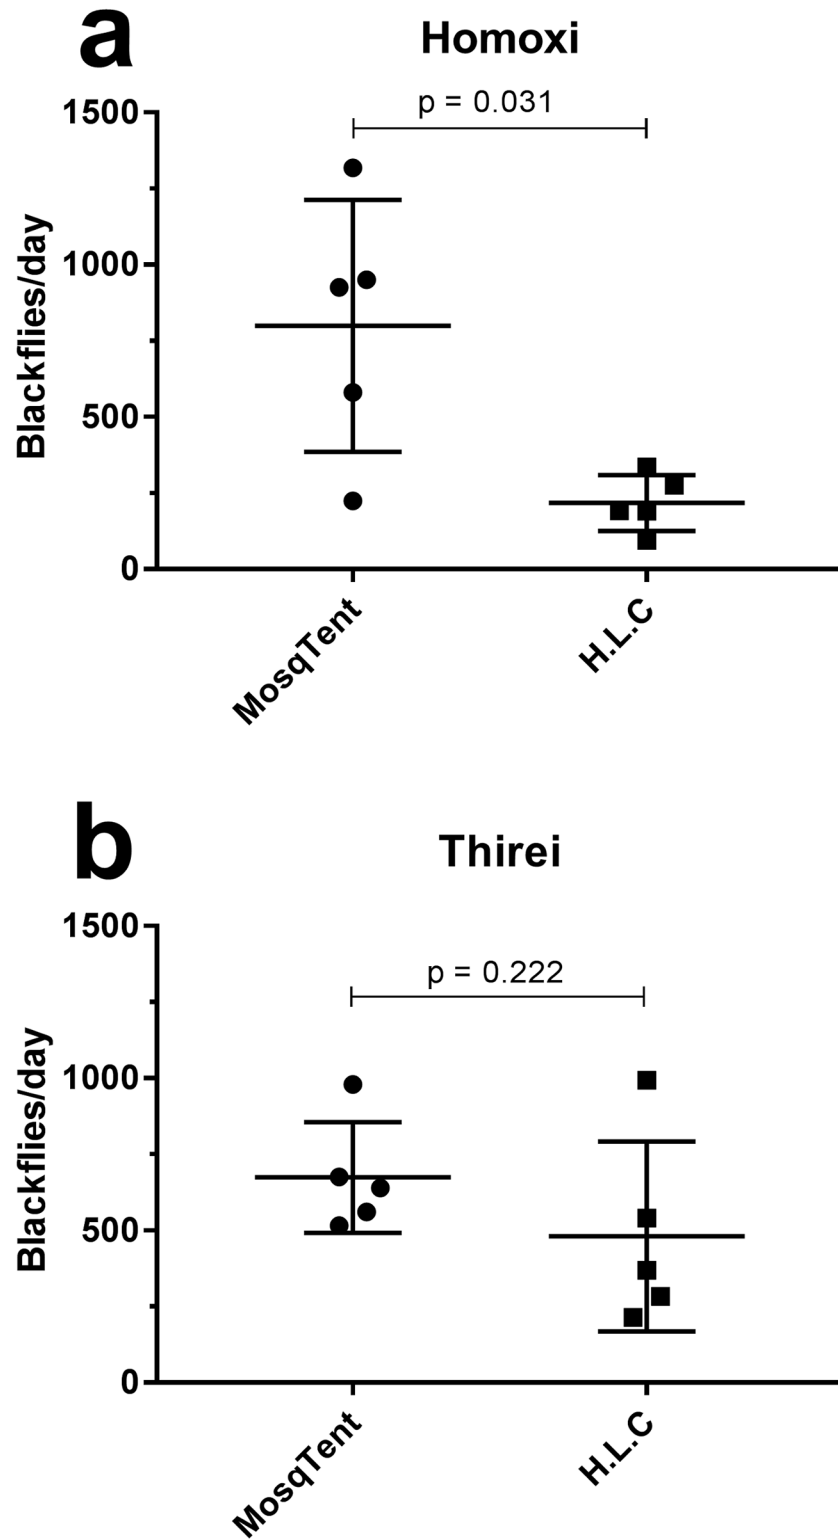 a
Homoxi
p = 0.031
1500
1000
500
0
Blackflies/day
MosqTent
H.L.C
b
Thirei
p = 0.222
1500
1000
500
0
Blackflies/day
MosqTent
H.L.C